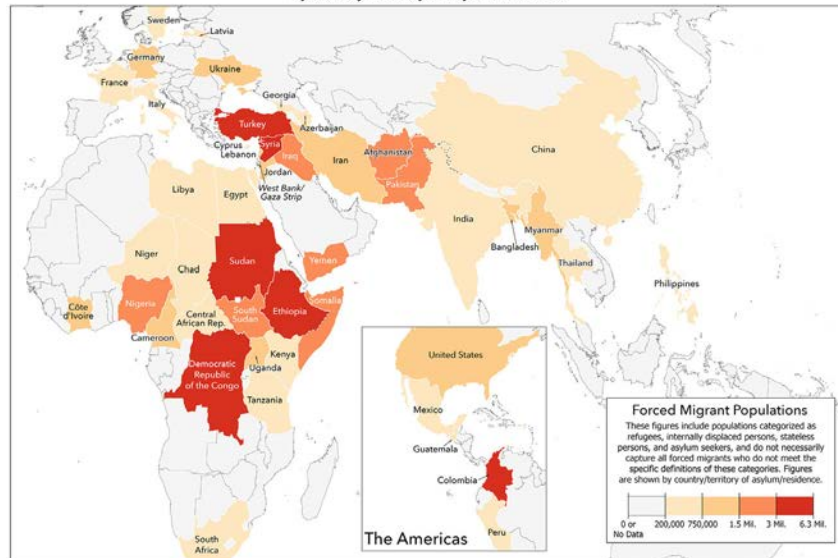 Sweden
Latvia
Germany
Ukraine
France
Georgia
Italy
Turkey
Azerbaijan
Cyprus
Syria
Lebanon
Iraq
Iran
Afghanistan
China
Jordan
Pakistan
West Bank/
Gaza Strip
Libya
Egypt
India
Myanmar
Bangladesh
Niger
Sudan
Yemen
Thailand
Chad
Philippines
Nigeria
Somalia
Côte
d'Ivoire
Central
African Rep.
South
Sudan
Ethiopia
Cameroon
Kenya
Uganda
Democratic
Republic
of the Congo
Tanzania
South
Africa
United States
Mexico
Guatemala
Colombia
Peru
The Americas
Forced Migrant Populations
These figures include populations categorized as
refugees, internally displaced persons, stateless
persons, and asylum seekers, and do not necessarily
capture all forced migrants who do not meet the
specific definitions of these categories. Figures
are shown by country/territory of asylum/residence.
0 or
No Data
200,000
750,000
1.5 Mil.
3 Mil.
6.3 Mil.